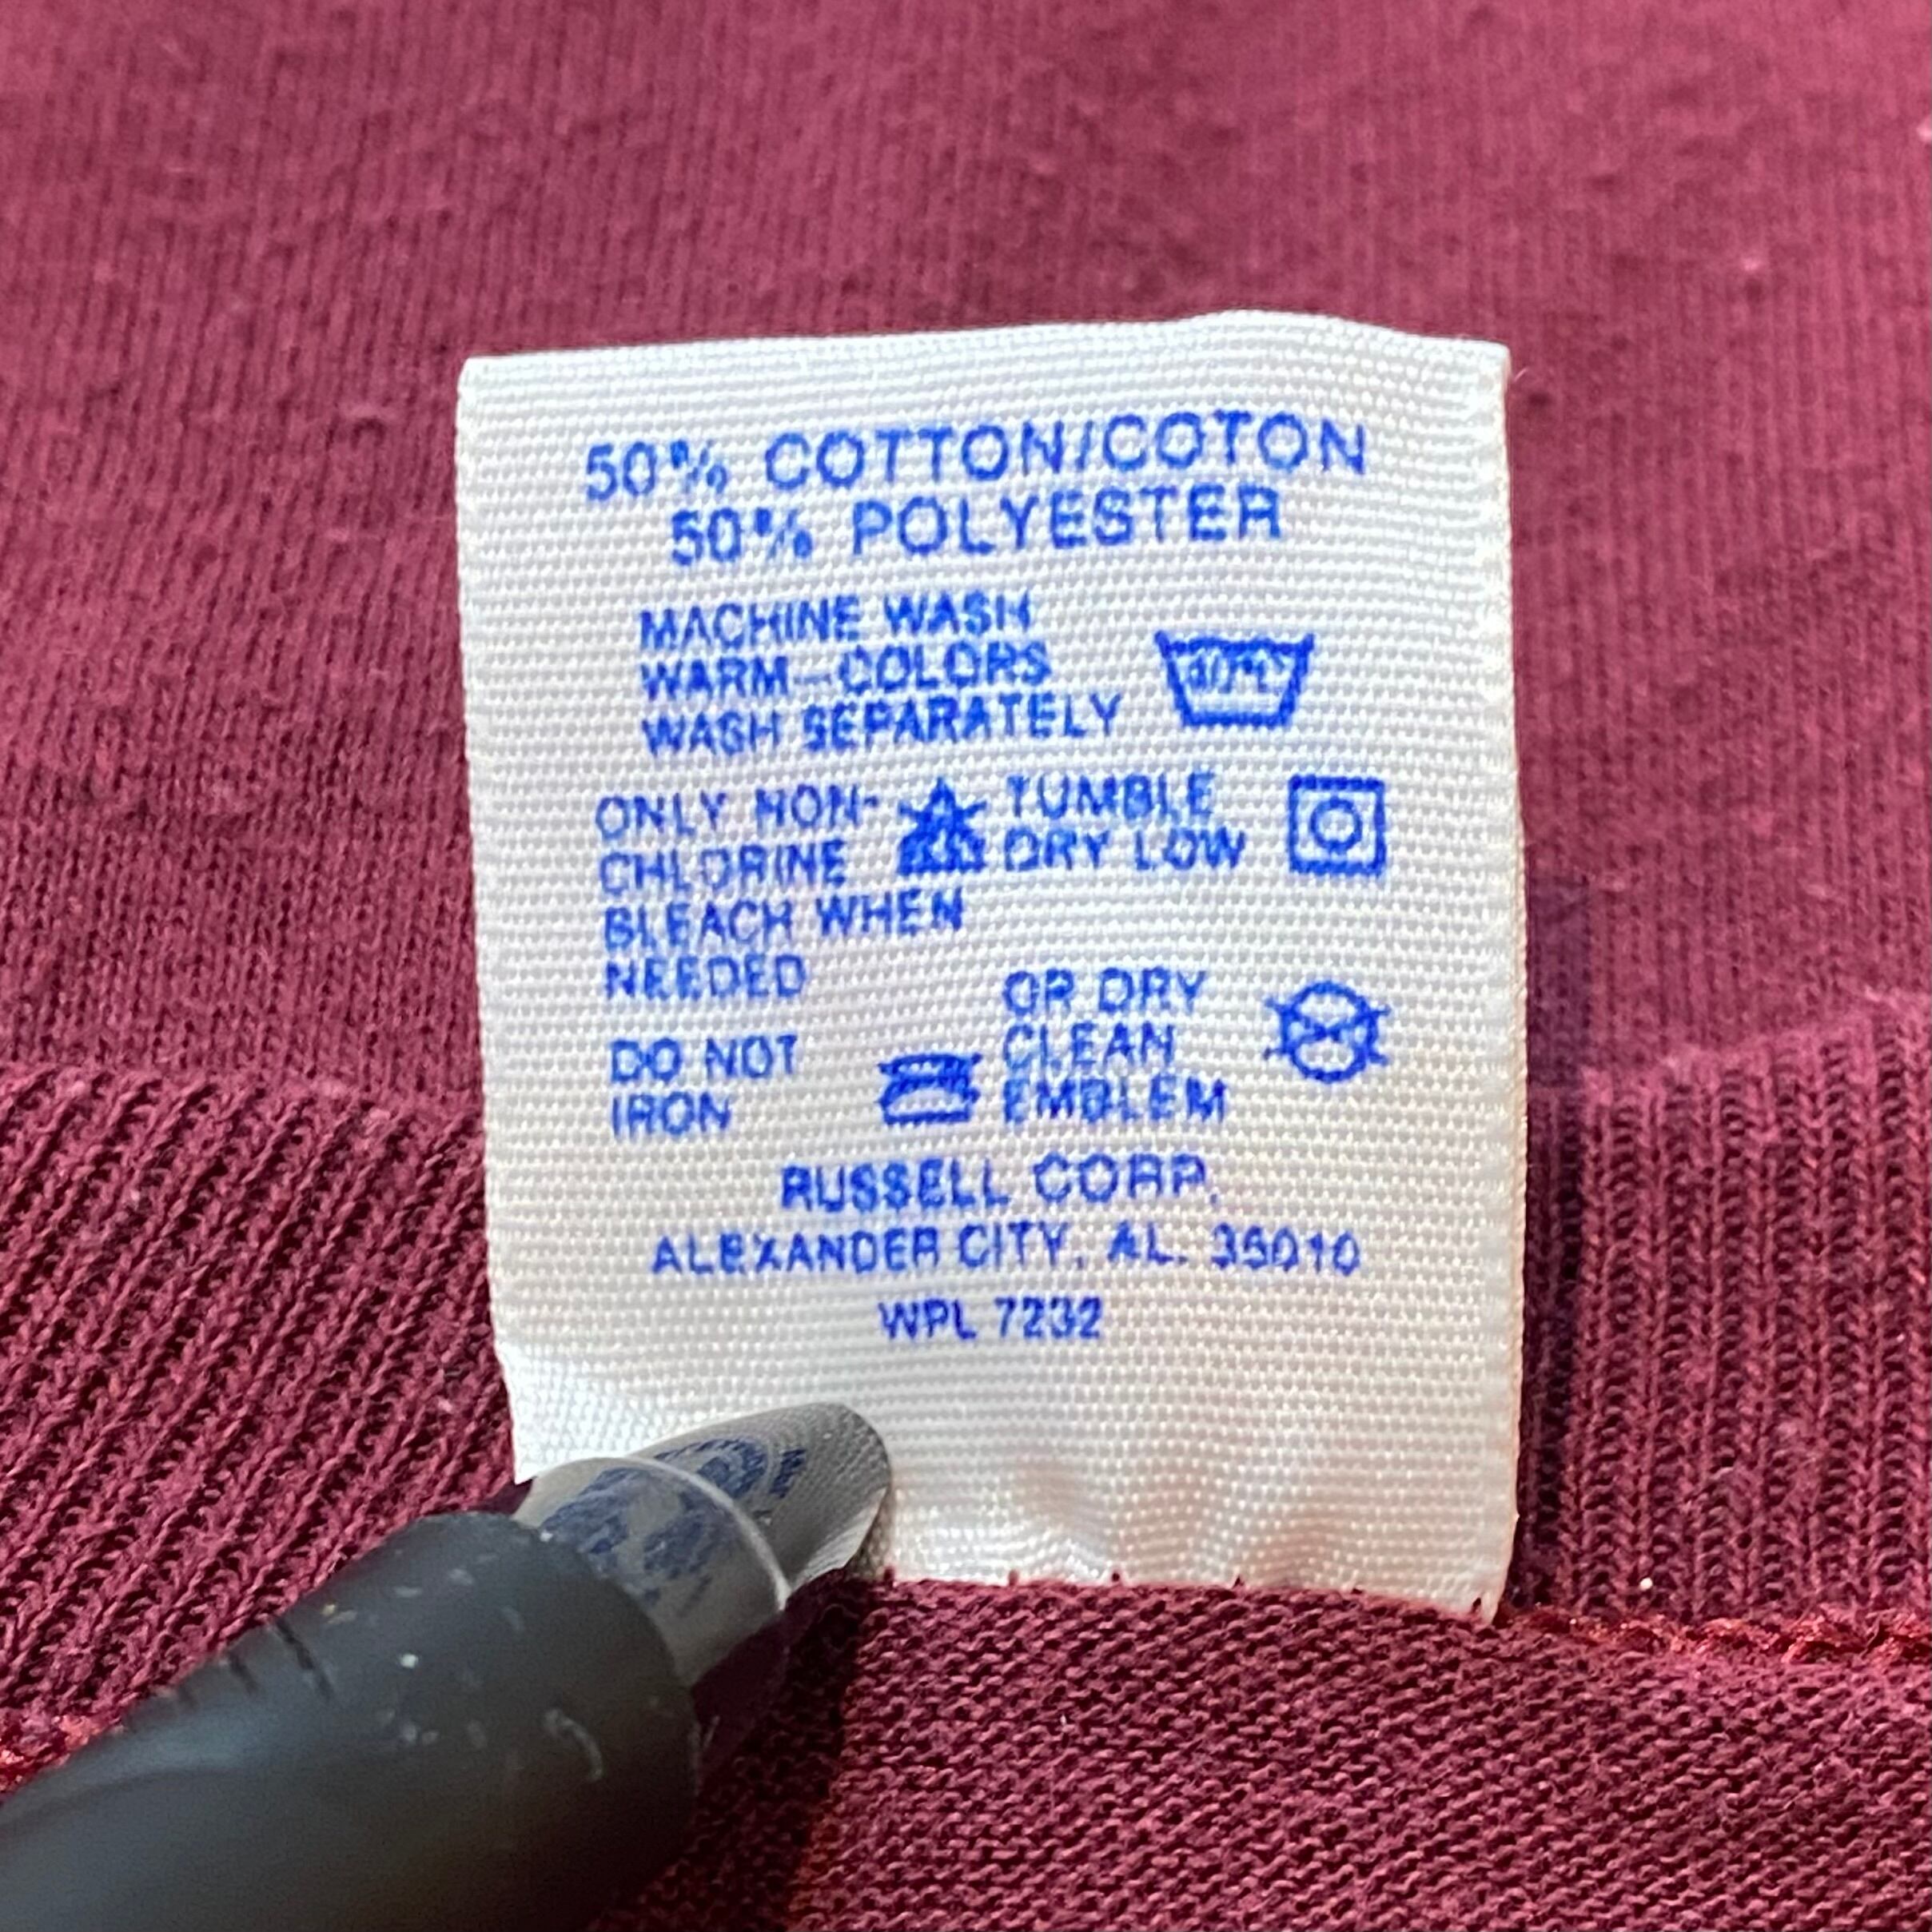 50% COTTON/COTON
50% POLYESTER
MACHINE WASH
WARM-COLORS
WASH SEPARATELY
40°C
ONLY NON-
CHLORINE
BLEACH WHEN
NEEDED
TUMBLE
DRY LOW
DO NOT
IRON
OR DRY
CLEAN
EMBLEM
RUSSELL CORP.
ALEXANDER CITY, AL. 35010
WPL 7232